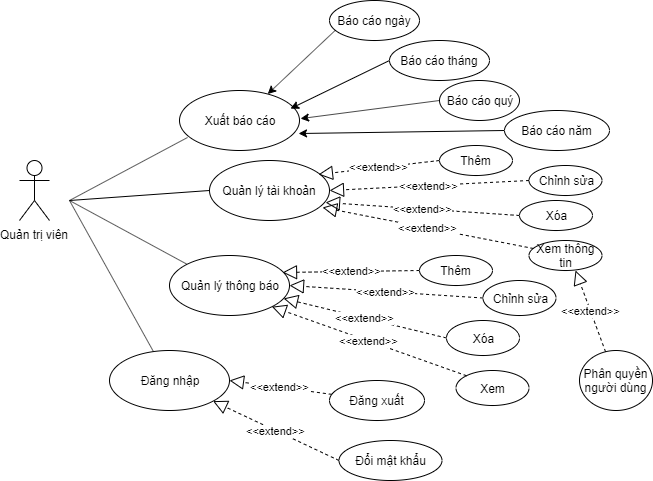 Báo cáo ngày
Báo cáo tháng
Báo cáo quý
Xuất báo cáo
Báo cáo năm
Thêm
<<extend>>
Chỉnh sửa
Quản lý tài khoản
<<extend>>
<<extend>>
Xóa
<<extend>>
Quản trị viên
Xem thông
tin
Thêm
<<extend>>
Quản lý thông báo
<<extend>>
Chỉnh sửa
<<extend>>
<<extend>>
Xóa
<<extend>>
Phân quyền
người dùng
Đăng nhập
<<extend>>
Xem
Đăng xuất
<<extend>>
Đổi mật khẩu